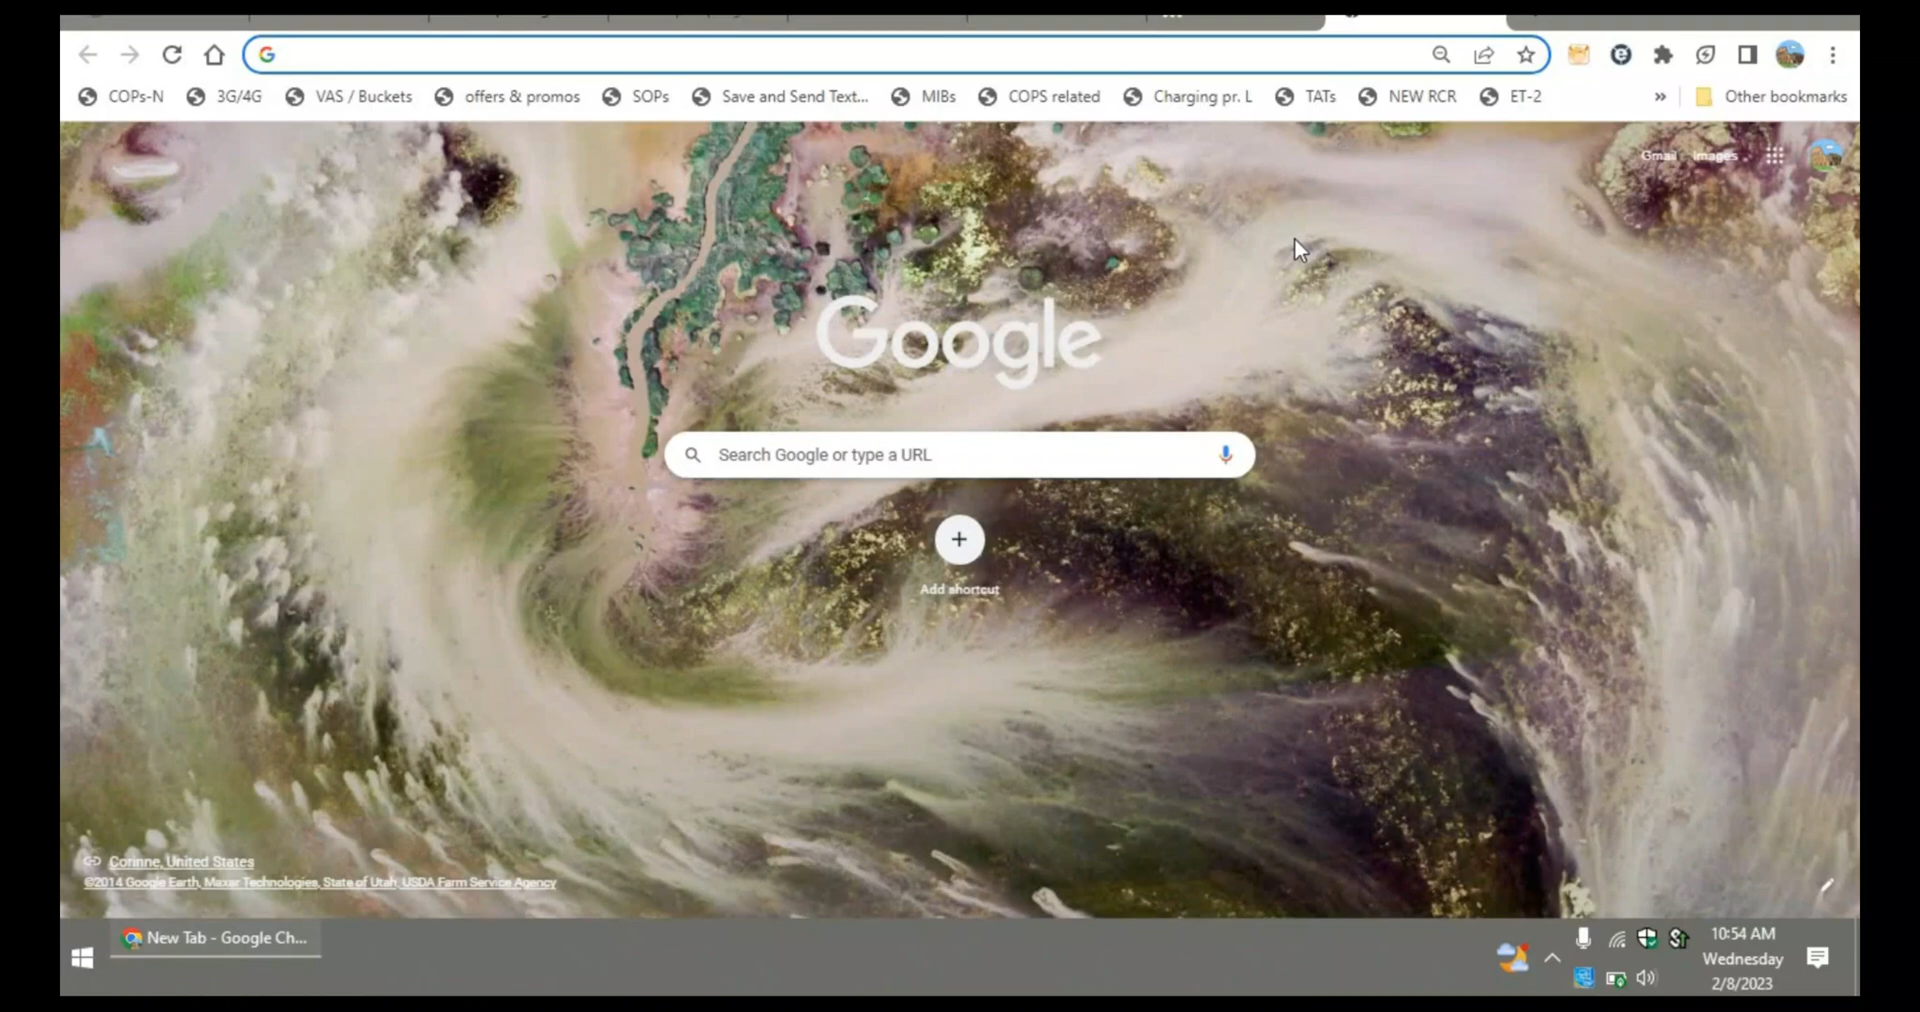 COPs-N 3G/4G VAS / Buckets offers & promos SOPs Save and Send Text... MIBs COPS related Charging pr. L TATs NEW RCR ET-2 » Other bookmarks
Gmail Images
Google
Search Google or type a URL
Add shortcut
Corinne, United States
©2014 Google Earth, Maxar Technologies, State of Utah, USDA Farm Service Agency
New Tab - Google Ch...
10:54 AM
Wednesday
2/8/2023